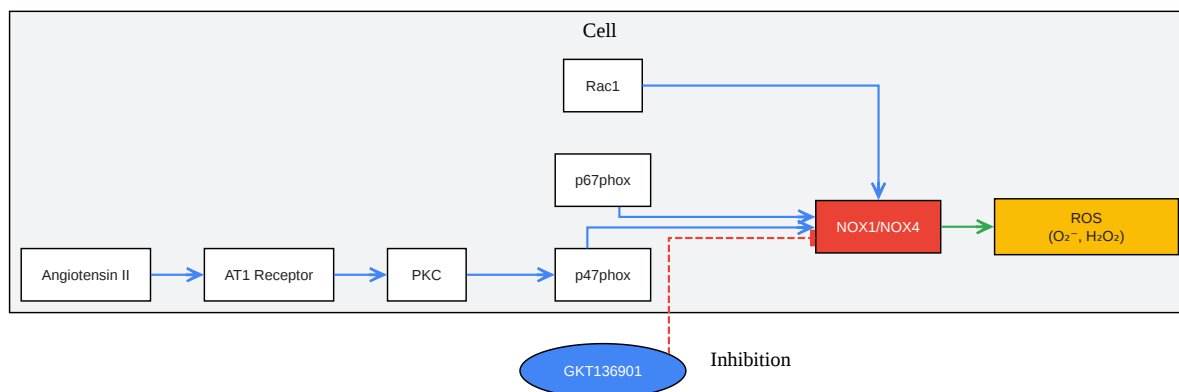 Cell
Rac1
p67phox
NOX1/NOX4
ROS
(O₂⁻, H₂O₂)
Angiotensin II
AT1 Receptor
PKC
p47phox
Inhibition
GKT136901